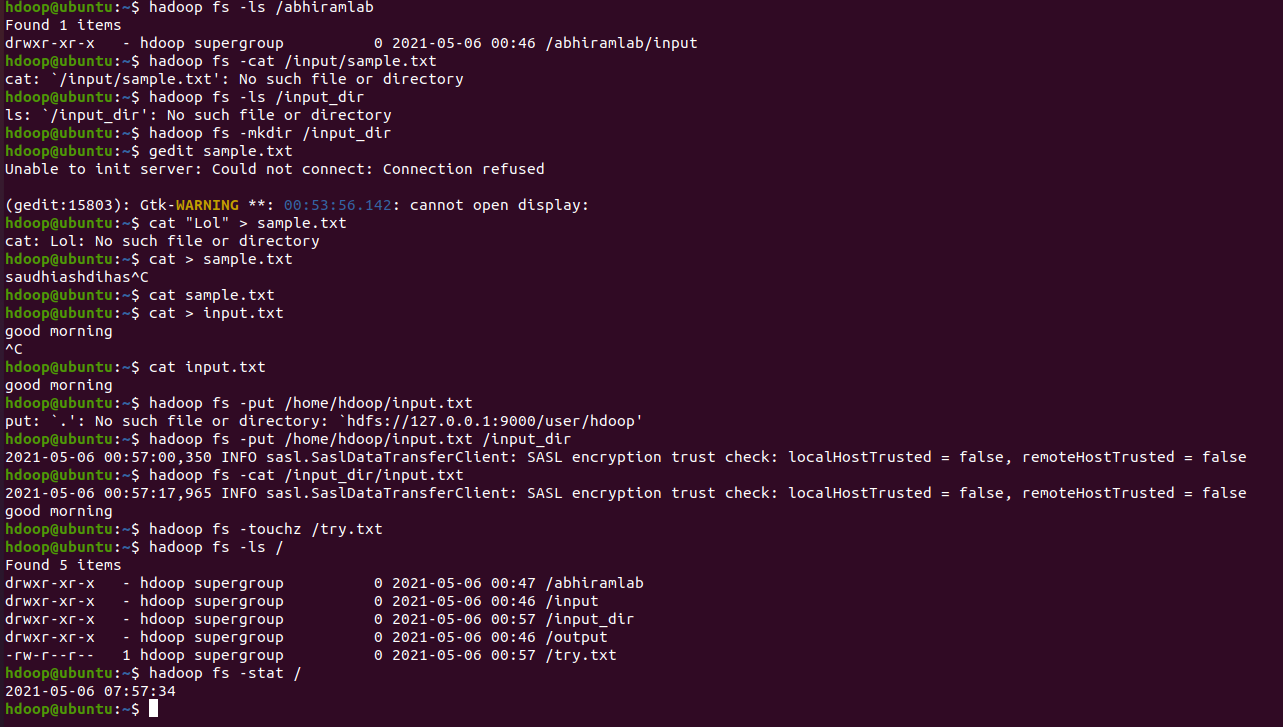 hdoop@ubuntu:~$ hadoop fs -ls /abhiramlab
Found 1 items
drwxr-xr-x   - hdoop supergroup          0 2021-05-06 00:46 /abhiramlab/input
hdoop@ubuntu:~$ hadoop fs -cat /input/sample.txt
cat: `/input/sample.txt': No such file or directory
hdoop@ubuntu:~$ hadoop fs -ls /input_dir
ls: `/input_dir': No such file or directory
hdoop@ubuntu:~$ hadoop fs -mkdir /input_dir
hdoop@ubuntu:~$ gedit sample.txt
Unable to init server: Could not connect: Connection refused

(gedit:15803): Gtk-WARNING **: 00:53:56.142: cannot open display:
hdoop@ubuntu:~$ cat "Lol" > sample.txt
cat: Lol: No such file or directory
hdoop@ubuntu:~$ cat > sample.txt
saudhiashdihas^C
hdoop@ubuntu:~$ cat sample.txt
hdoop@ubuntu:~$ cat > input.txt
good morning
^C
hdoop@ubuntu:~$ cat input.txt
good morning
hdoop@ubuntu:~$ hadoop fs -put /home/hdoop/input.txt
put: `.': No such file or directory: `hdfs://127.0.0.1:9000/user/hdoop'
hdoop@ubuntu:~$ hadoop fs -put /home/hdoop/input.txt /input_dir
2021-05-06 00:57:00,350 INFO sasl.SaslDataTransferClient: SASL encryption trust check: localHostTrusted = false, remoteHostTrusted = false
hdoop@ubuntu:~$ hadoop fs -cat /input_dir/input.txt
2021-05-06 00:57:17,965 INFO sasl.SaslDataTransferClient: SASL encryption trust check: localHostTrusted = false, remoteHostTrusted = false
good morning
hdoop@ubuntu:~$ hadoop fs -touchz /try.txt
hdoop@ubuntu:~$ hadoop fs -ls /
Found 5 items
drwxr-xr-x   - hdoop supergroup          0 2021-05-06 00:47 /abhiramlab
drwxr-xr-x   - hdoop supergroup          0 2021-05-06 00:46 /input
drwxr-xr-x   - hdoop supergroup          0 2021-05-06 00:57 /input_dir
drwxr-xr-x   - hdoop supergroup          0 2021-05-06 00:46 /output
-rw-r--r--   1 hdoop supergroup          0 2021-05-06 00:57 /try.txt
hdoop@ubuntu:~$ hadoop fs -stat /
2021-05-06 07:57:34
hdoop@ubuntu:~$